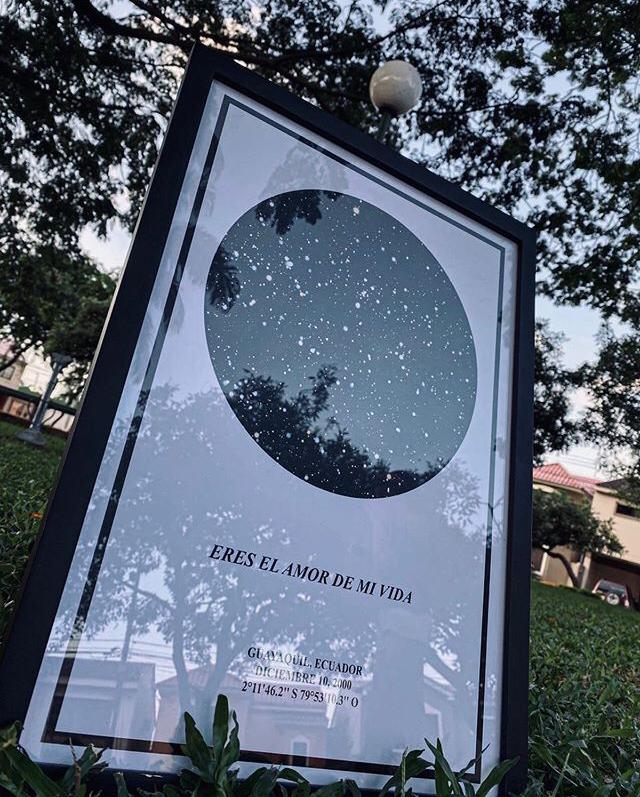 ERES EL AMOR DE MI VIDA
GUAYAQUIL, ECUADOR
DICIEMBRE 10, 2000
2°11'46.2" S 79°53'10.3" O